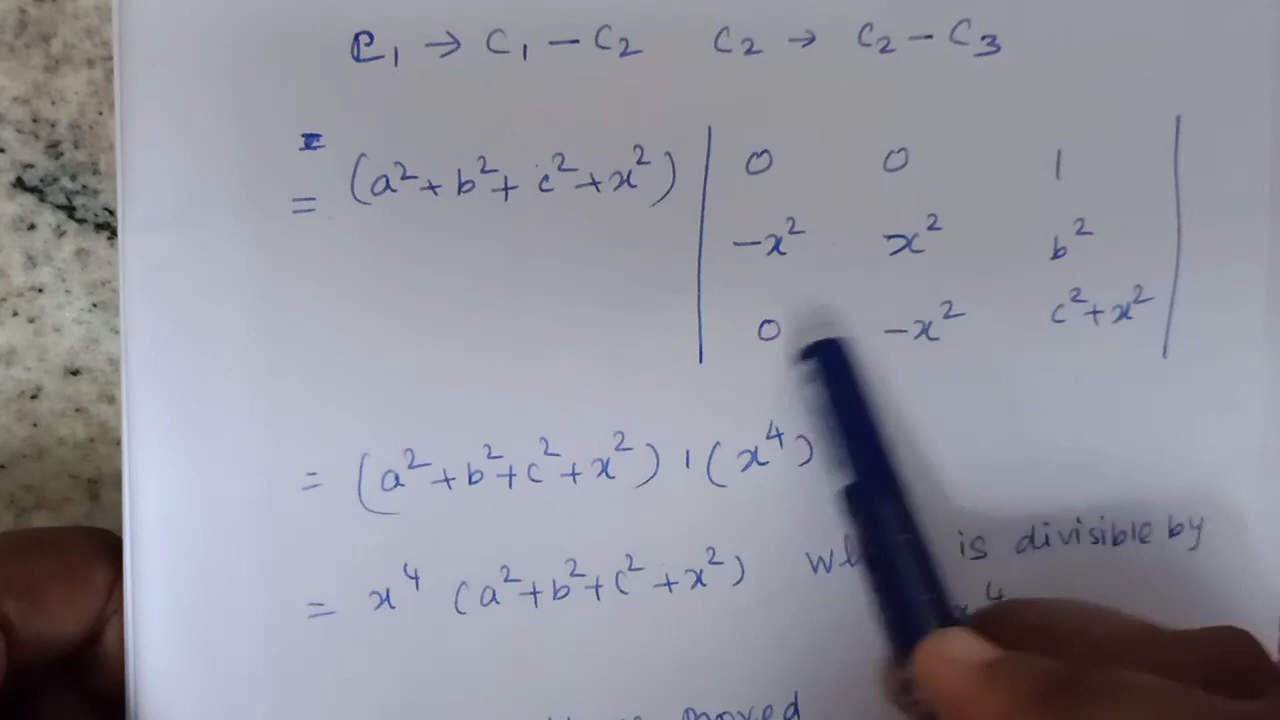 C₁ → C₁ − C₂ C₂ → C₂ − C₃
= (a² + b² + c² + x²) | 0 0 1 |
| −x² x² b² |
| 0 −x² c² + x² |
= (a² + b² + c² + x²) 1 (x⁴)
= x⁴ (a² + b² + c² + x²) is divisible by